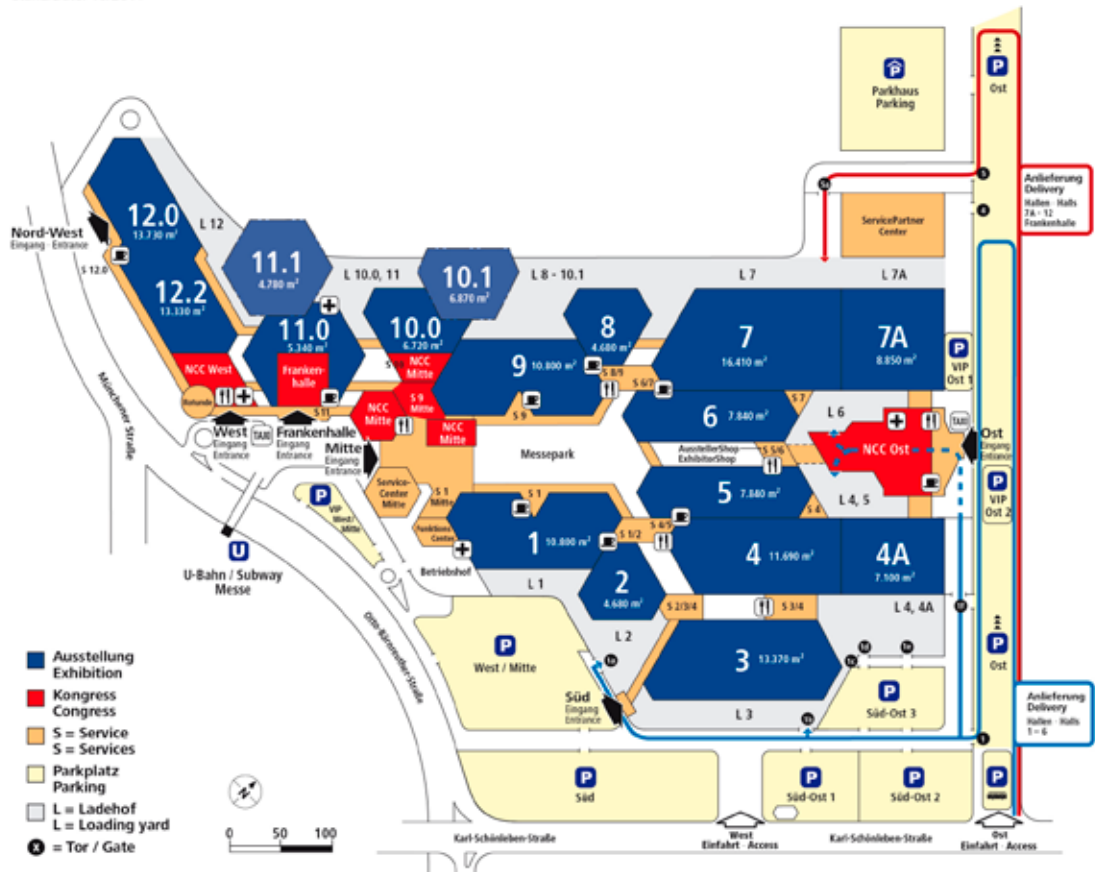 Parkhaus
Parking
Ost
Anlieferung
Delivery
Hallen · Halls
7A - 12
Frankenhalle
5
5a
4
ServicePartner
Center
Nord-West
Eingang · Entrance
S 12.0
12.0
13.730 m²
L 12
12.2
13.330 m²
11.1
4.780 m²
L 10.0, 11
10.1
6.870 m²
L 8 - 10.1
L 7
L 7A
11.0
5.340 m²
10.0
6.720 m²
8
4.680 m²
7
16.410 m²
7A
8.850 m²
P
VIP
Ost 1
NCC West
Franken-
halle
NCC
Mitte
9
10.800 m²
S 8/9
S 6/7
Rotunde
S 11
NCC
Mitte
S 9
Mitte
NCC
Mitte
S 9
6
7.840 m²
S 7
L 6
TAXI
NCC Ost
Ost
Eingang
Entrance
Münchener Straße
West
Eingang
Entrance
TAXI
Frankenhalle
Eingang
Entrance
Mitte
Eingang
Entrance
Messepark
AusstellerShop
ExhibitorShop
S 5/6
Service-
Center
Mitte
S 1
Mitte
S 1
5
7.840 m²
S 4
L 4, 5
P
VIP
Ost 2
P
VIP
West/
Mitte
Funktions-
Center
1
10.800 m²
S 1/2
S 4/5
4
11.690 m²
4A
7.100 m²
U
U-Bahn / Subway
Messe
Betriebshof
L 1
2
4.680 m²
S 2/3/4
S 3/4
L 4, 4A
1f
Otto-Bärnreuther-Straße
P
West / Mitte
L 2
1a
3
13.370 m²
1c
1d
1e
P
Ost
Süd
Eingang
Entrance
L 3
1b
P
Süd-Ost 3
Anlieferung
Delivery
Hallen · Halls
1 – 6
1
Ausstellung
Exhibition
Kongress
Congress
S = Service
S = Services
Parkplatz
Parking
L = Ladehof
L = Loading yard
X = Tor / Gate
N
0 50 100
P
Süd
P
Süd-Ost 1
P
Süd-Ost 2
P
Karl-Schönleben-Straße
West
Einfahrt · Access
Karl-Schönleben-Straße
Ost
Einfahrt · Access